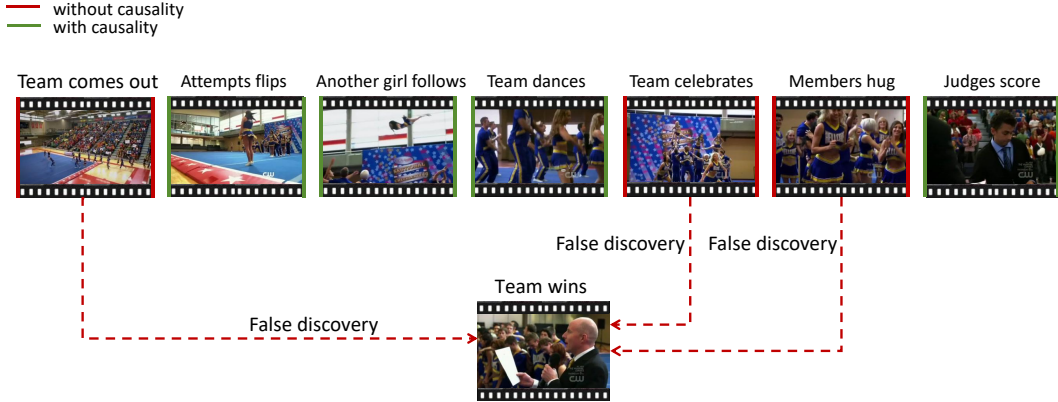 without causality
with causality
Team comes out
Attempts flips
Another girl follows
Team dances
Team celebrates
Members hug
Judges score
False discovery
False discovery
Team wins
False discovery